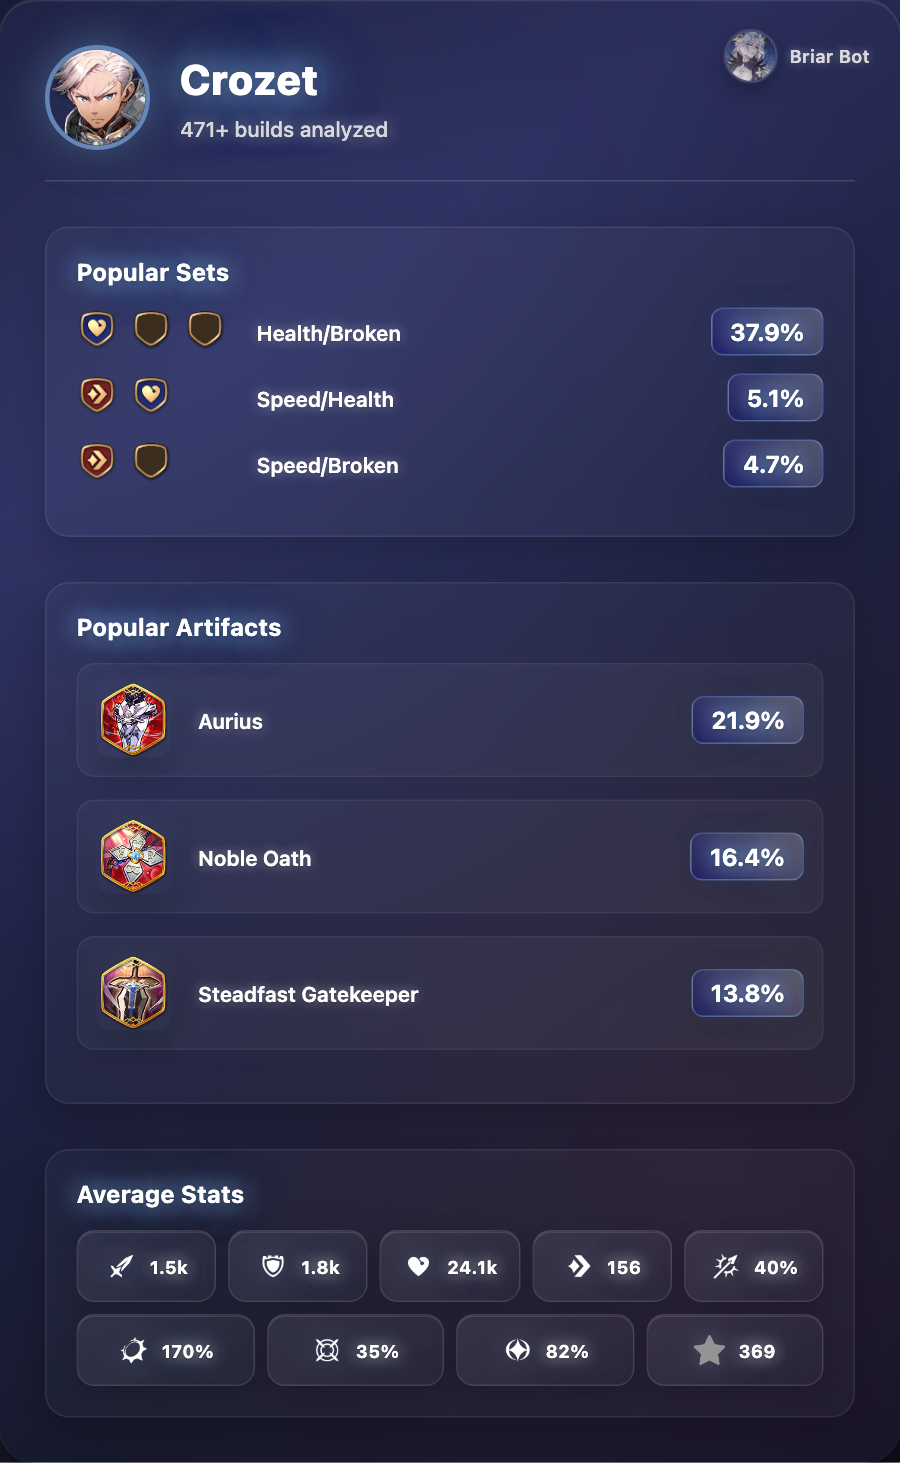 Crozet
471+ builds analyzed
Briar Bot
Popular Sets
Health/Broken
37.9%
Speed/Health
5.1%
Speed/Broken
4.7%
Popular Artifacts
Aurius
21.9%
Noble Oath
16.4%
Steadfast Gatekeeper
13.8%
Average Stats
1.5k
1.8k
24.1k
156
40%
170%
35%
82%
369